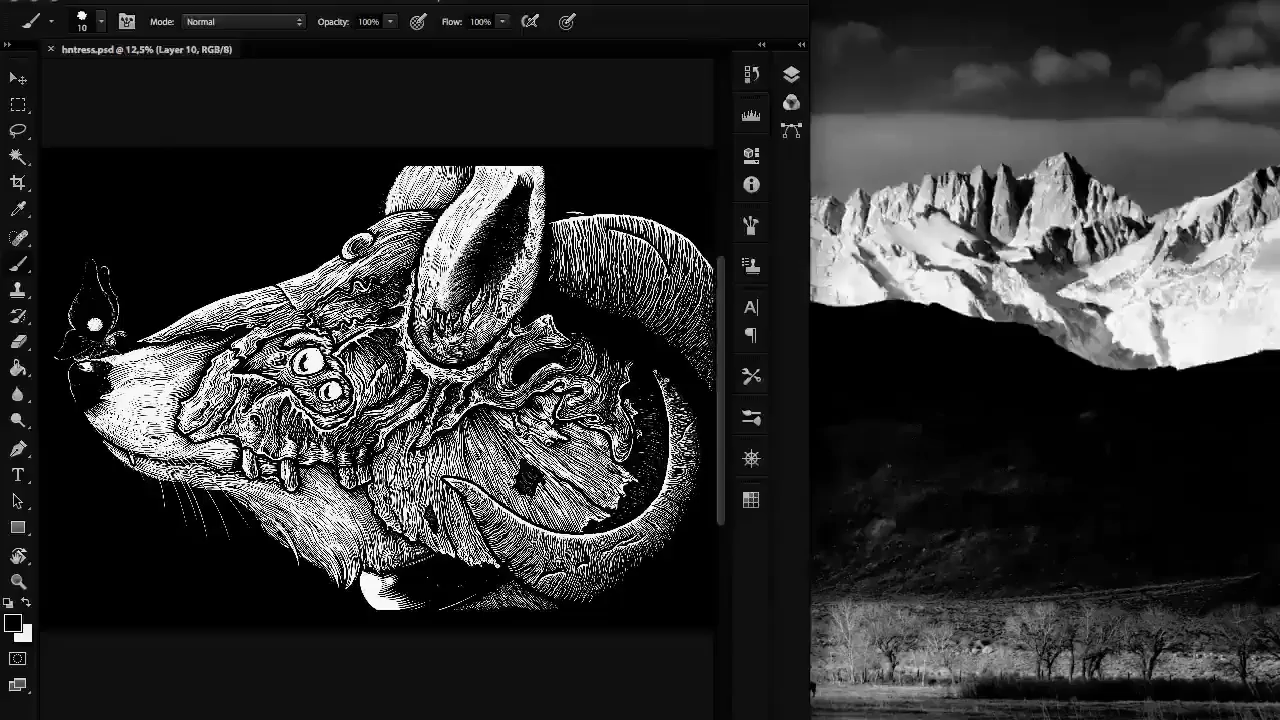 10
Mode: Normal
Opacity: 100%
Flow: 100%
× hntress.psd @ 12,5% (Layer 10, RGB/8)